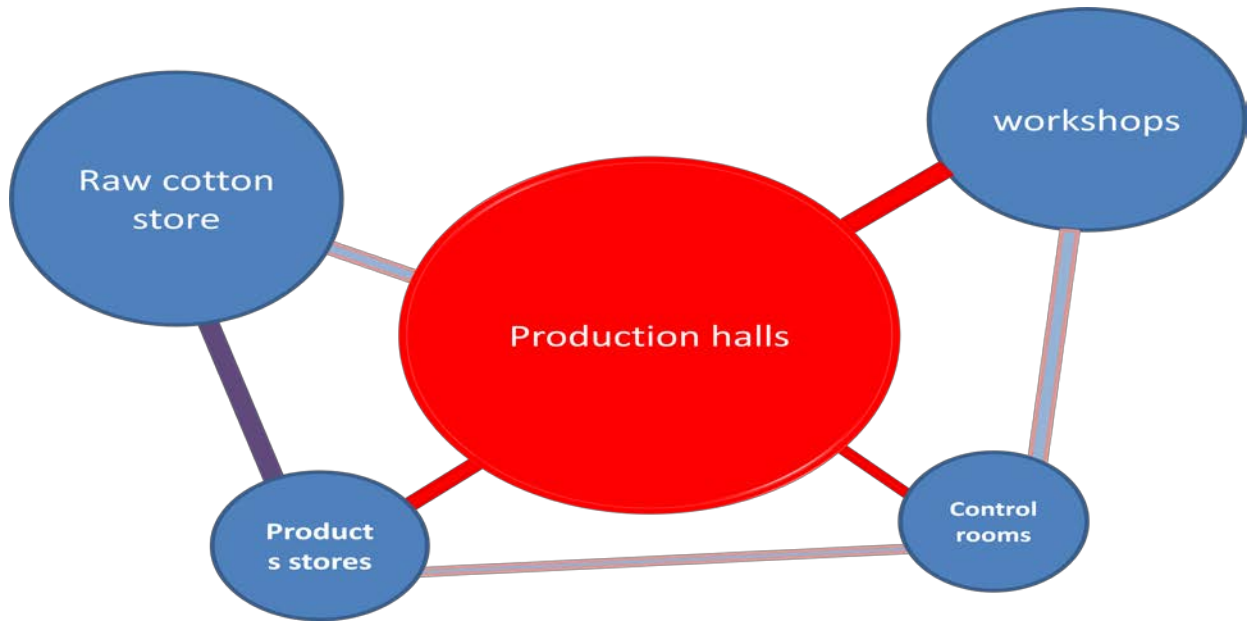 workshops
Raw cotton
store
Production halls
Product
s stores
Control
rooms